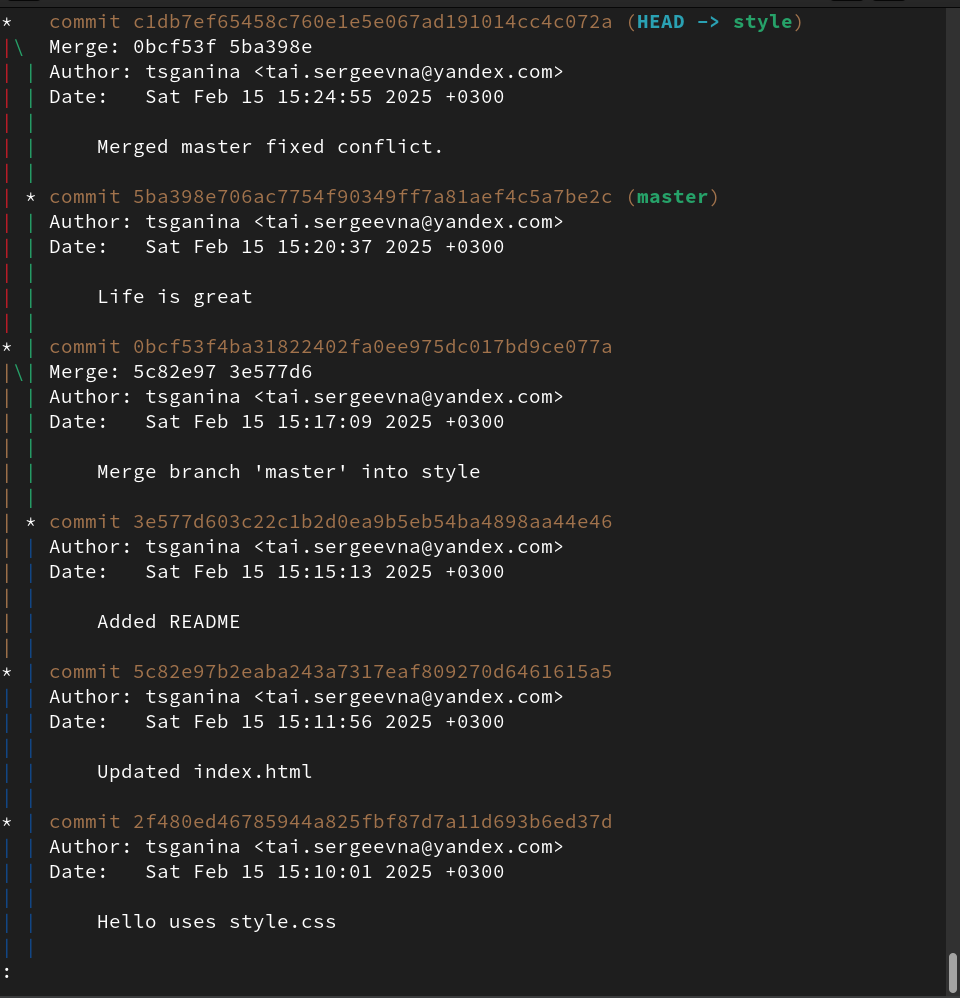 *   commit c1db7ef65458c760e1e5e067ad191014cc4c072a (HEAD -> style)
|\  Merge: 0bcf53f 5ba398e
| | Author: tsganina <tai.sergeevna@yandex.com>
| | Date:   Sat Feb 15 15:24:55 2025 +0300
| |
| |     Merged master fixed conflict.
| |
| * commit 5ba398e706ac7754f90349ff7a81aef4c5a7be2c (master)
| | Author: tsganina <tai.sergeevna@yandex.com>
| | Date:   Sat Feb 15 15:20:37 2025 +0300
| |
| |     Life is great
| |
* | commit 0bcf53f4ba31822402fa0ee975dc017bd9ce077a
|\| Merge: 5c82e97 3e577d6
| | Author: tsganina <tai.sergeevna@yandex.com>
| | Date:   Sat Feb 15 15:17:09 2025 +0300
| |
| |     Merge branch 'master' into style
| |
| * commit 3e577d603c22c1b2d0ea9b5eb54ba4898aa44e46
| | Author: tsganina <tai.sergeevna@yandex.com>
| | Date:   Sat Feb 15 15:15:13 2025 +0300
| |
| |     Added README
| |
* | commit 5c82e97b2eaba243a7317eaf809270d6461615a5
| | Author: tsganina <tai.sergeevna@yandex.com>
| | Date:   Sat Feb 15 15:11:56 2025 +0300
| |
| |     Updated index.html
| |
* | commit 2f480ed46785944a825fbf87d7a11d693b6ed37d
| | Author: tsganina <tai.sergeevna@yandex.com>
| | Date:   Sat Feb 15 15:10:01 2025 +0300
| |
| |     Hello uses style.css
| |
: